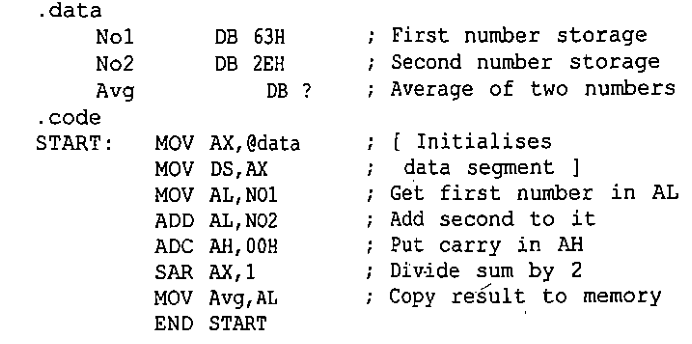 .data
No1 DB 63H ; First number storage
No2 DB 2EH ; Second number storage
Avg DB ? ; Average of two numbers
.code
START: MOV AX,@data ; [ Initialises
MOV DS,AX ; data segment ]
MOV AL,NO1 ; Get first number in AL
ADD AL,NO2 ; Add second to it
ADC AH,00H ; Put carry in AH
SAR AX,1 ; Divide sum by 2
MOV Avg,AL ; Copy result to memory
END START